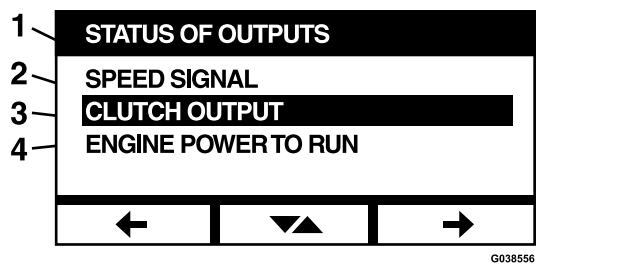 1 STATUS OF OUTPUTS
2 SPEED SIGNAL
3 CLUTCH OUTPUT
4 ENGINE POWER TO RUN
G038556